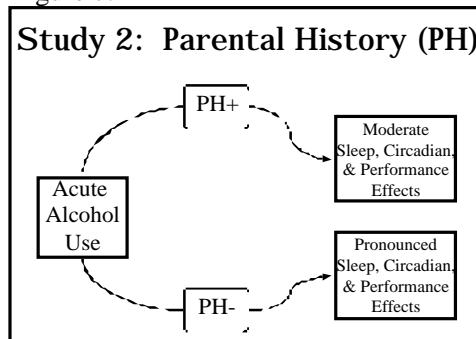 Study 2: Parental History (PH)
PH+
Moderate
Sleep, Circadian,
& Performance
Effects
Acute
Alcohol
Use
Pronounced
Sleep, Circadian,
& Performance
Effects
PH-